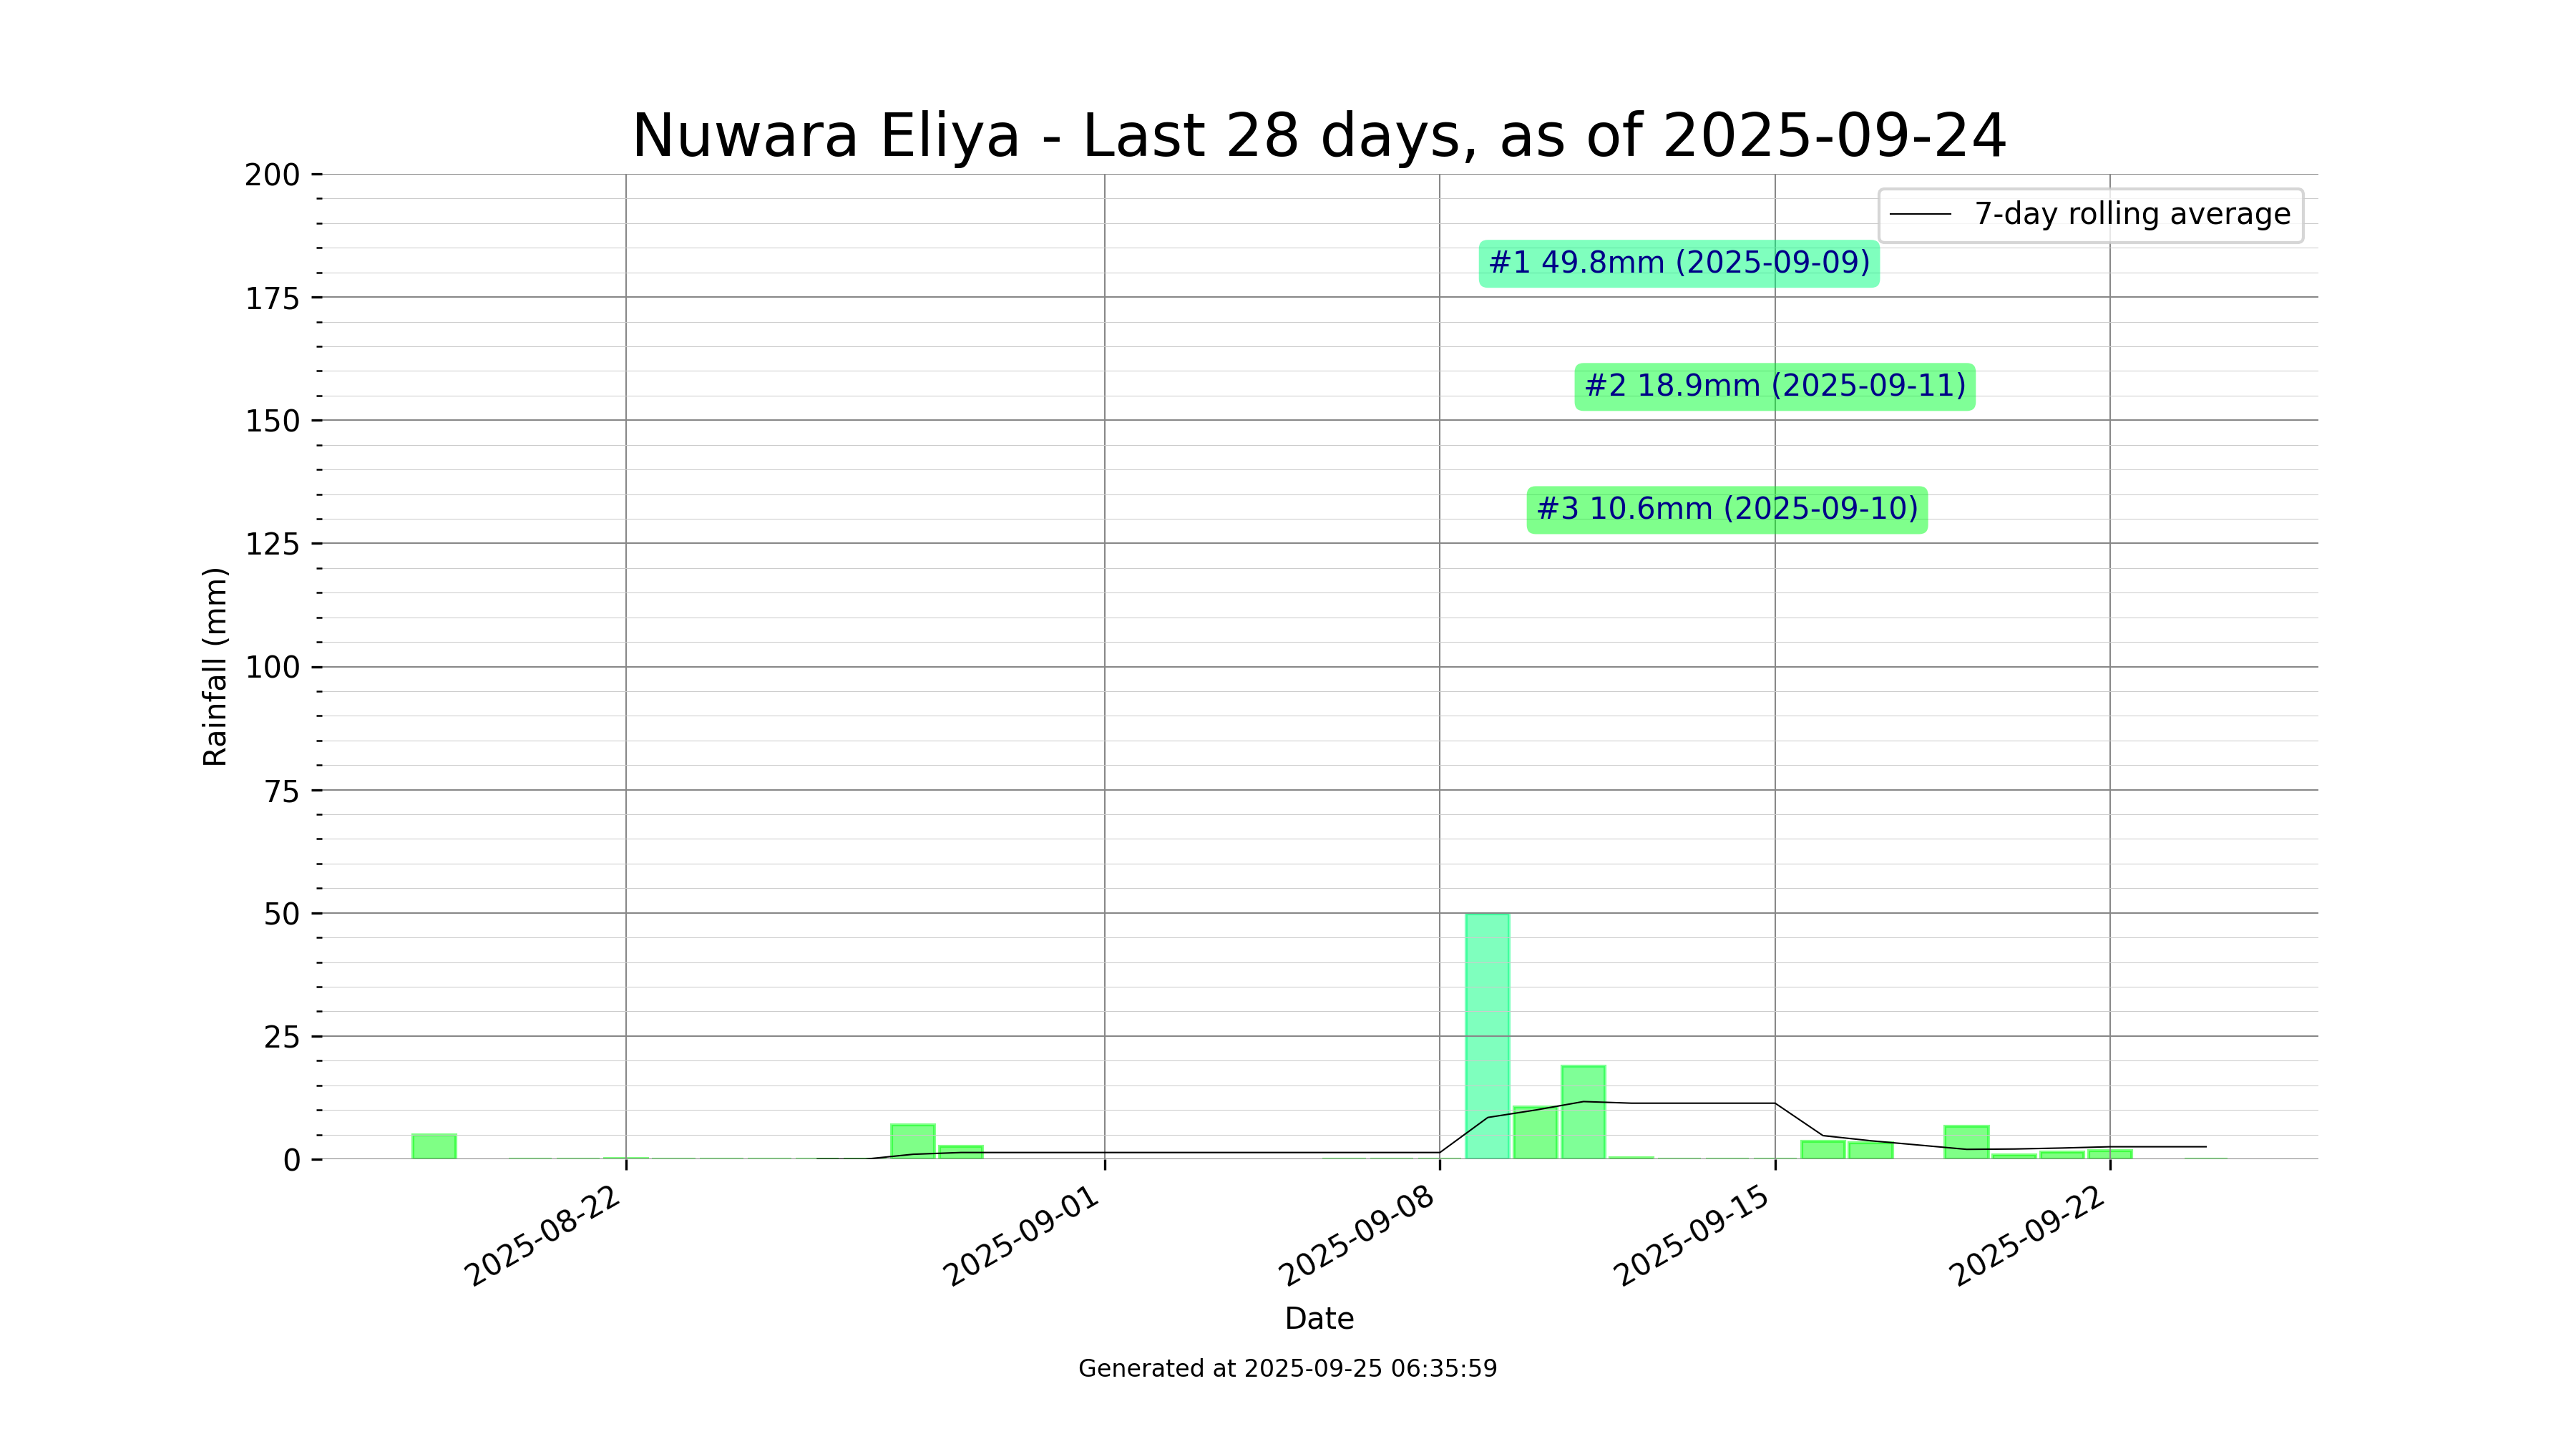 Nuwara Eliya - Last 28 days, as of 2025-09-24
7-day rolling average
#1 49.8mm (2025-09-09)
#2 18.9mm (2025-09-11)
#3 10.6mm (2025-09-10)
Rainfall (mm)
200
175
150
125
100
75
50
25
0
2025-08-22
2025-09-01
2025-09-08
2025-09-15
2025-09-22
Date
Generated at 2025-09-25 06:35:59